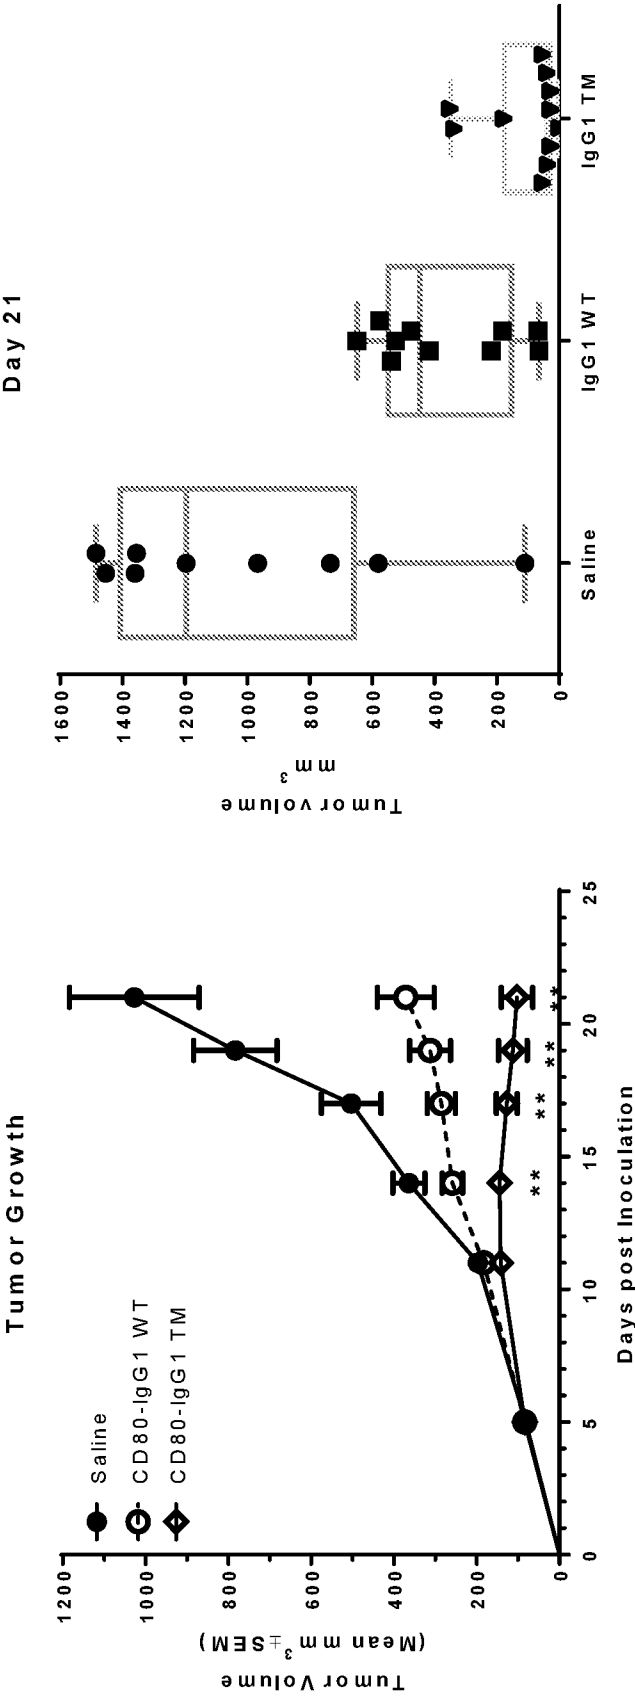 Tumor Growth
Saline
CD80-IgG1 WT
CD80-IgG1 TM
Tumor Volume
(Mean mm³±SEM)
1200
1000
800
600
400
200
0
**
**
**
**
0 5 10 15 20 25
Days post Inoculation
Day 21
Tumor volume
mm³
1600
1400
1200
1000
800
600
400
200
0
Saline IgG1 WT IgG1 TM